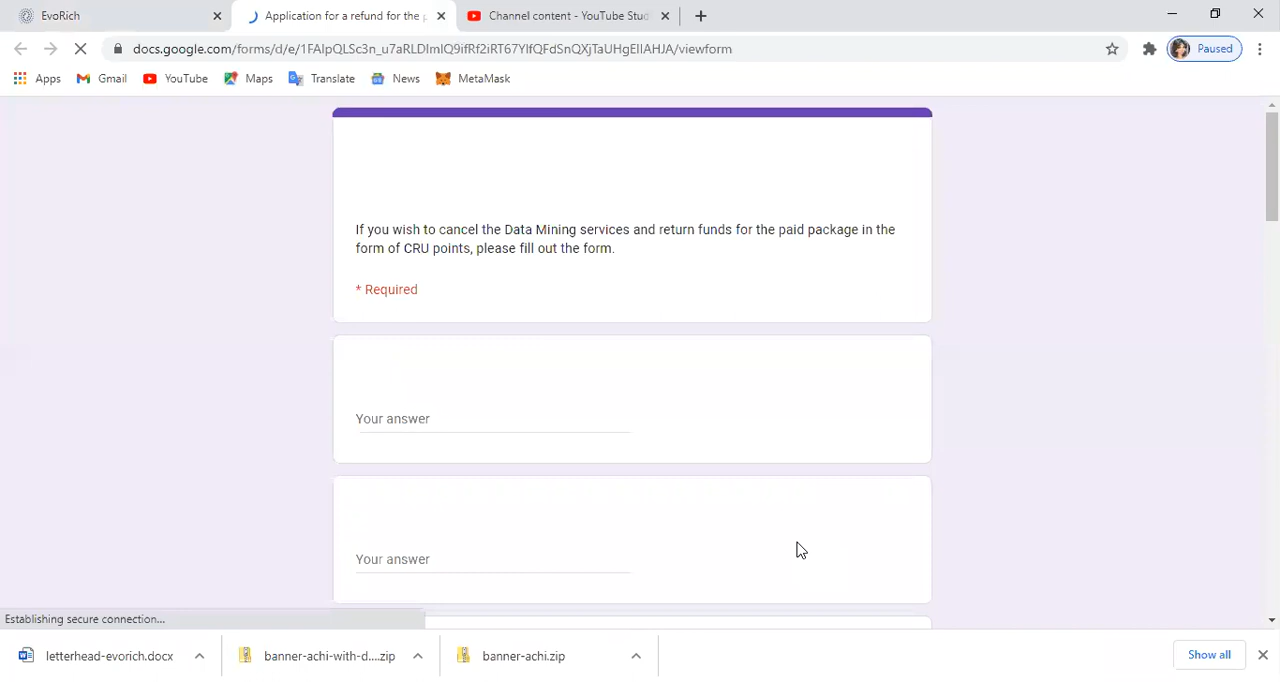 EvoRich
Application for a refund for the p
Channel content - YouTube Stud
docs.google.com/forms/d/e/1FAIpQLSc3n_u7aRLDlmIQ9ifRf2iRT67YlfQFdSnQXjTaUHgEIIAHJA/viewform
Paused
Apps
Gmail
YouTube
Maps
Translate
News
MetaMask
If you wish to cancel the Data Mining services and return funds for the paid package in the
form of CRU points, please fill out the form.
* Required
Your answer
Your answer
Establishing secure connection...
letterhead-evorich.docx
banner-achi-with-d....zip
banner-achi.zip
Show all